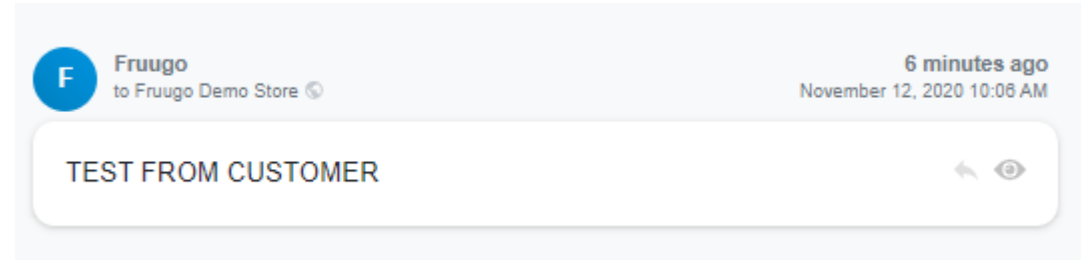 F
Fruugo
6 minutes ago
to Fruugo Demo Store
November 12, 2020 10:06 AM
TEST FROM CUSTOMER